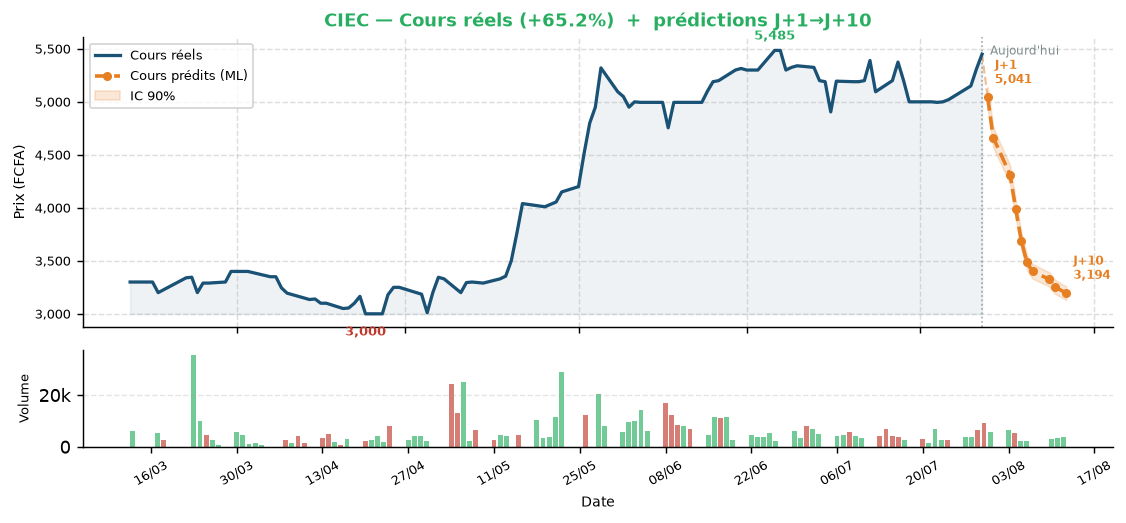 CIEC — Cours réels (+65.2%)  +  prédictions J+1→J+10
5,485
Aujourd'hui
J+1
5,041
Cours réels
Cours prédits (ML)
IC 90%
5,500
5,000
4,500
4,000
3,500
3,000
Prix (FCFA)
J+10
3,194
3,000
20k
0
Volume
16/03
30/03
13/04
27/04
11/05
25/05
08/06
22/06
06/07
20/07
03/08
17/08
Date